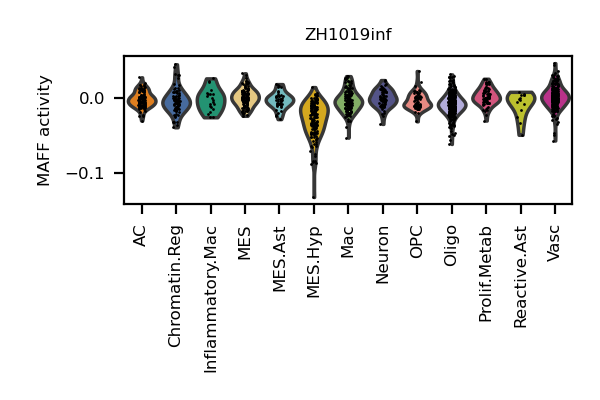 ZH1019inf
MAFF activity
0.0
−0.1
AC
Chromatin.Reg
Inflammatory.Mac
MES
MES.Ast
MES.Hyp
Mac
Neuron
OPC
Oligo
Prolif.Metab
Reactive.Ast
Vasc